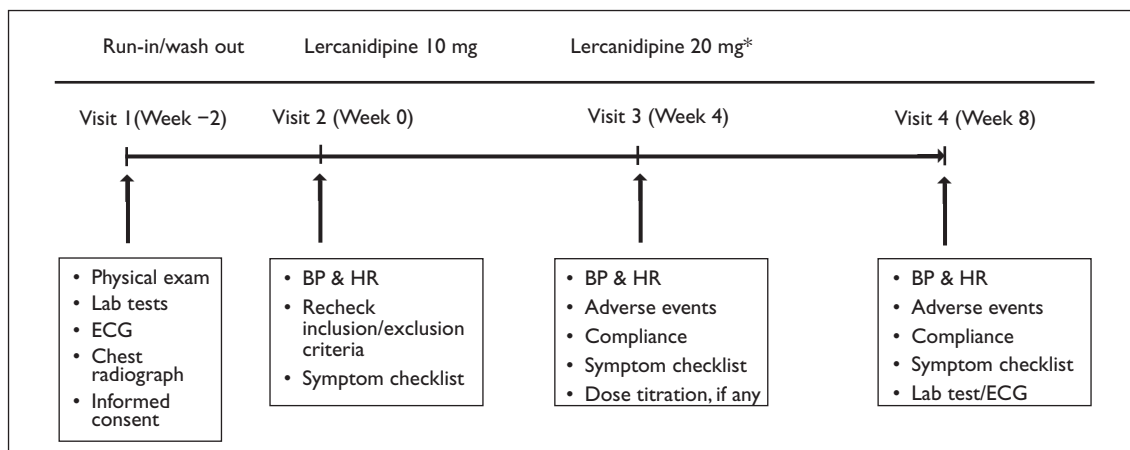 Run-in/wash out Lercanidipine 10 mg Lercanidipine 20 mg*
Visit 1(Week −2) Visit 2 (Week 0) Visit 3 (Week 4) Visit 4 (Week 8)
• Physical exam
• Lab tests
• ECG
• Chest
radiograph
• Informed
consent
• BP & HR
• Recheck
inclusion/exclusion
criteria
• Symptom checklist
• BP & HR
• Adverse events
• Compliance
• Symptom checklist
• Dose titration, if any
• BP & HR
• Adverse events
• Compliance
• Symptom checklist
• Lab test/ECG